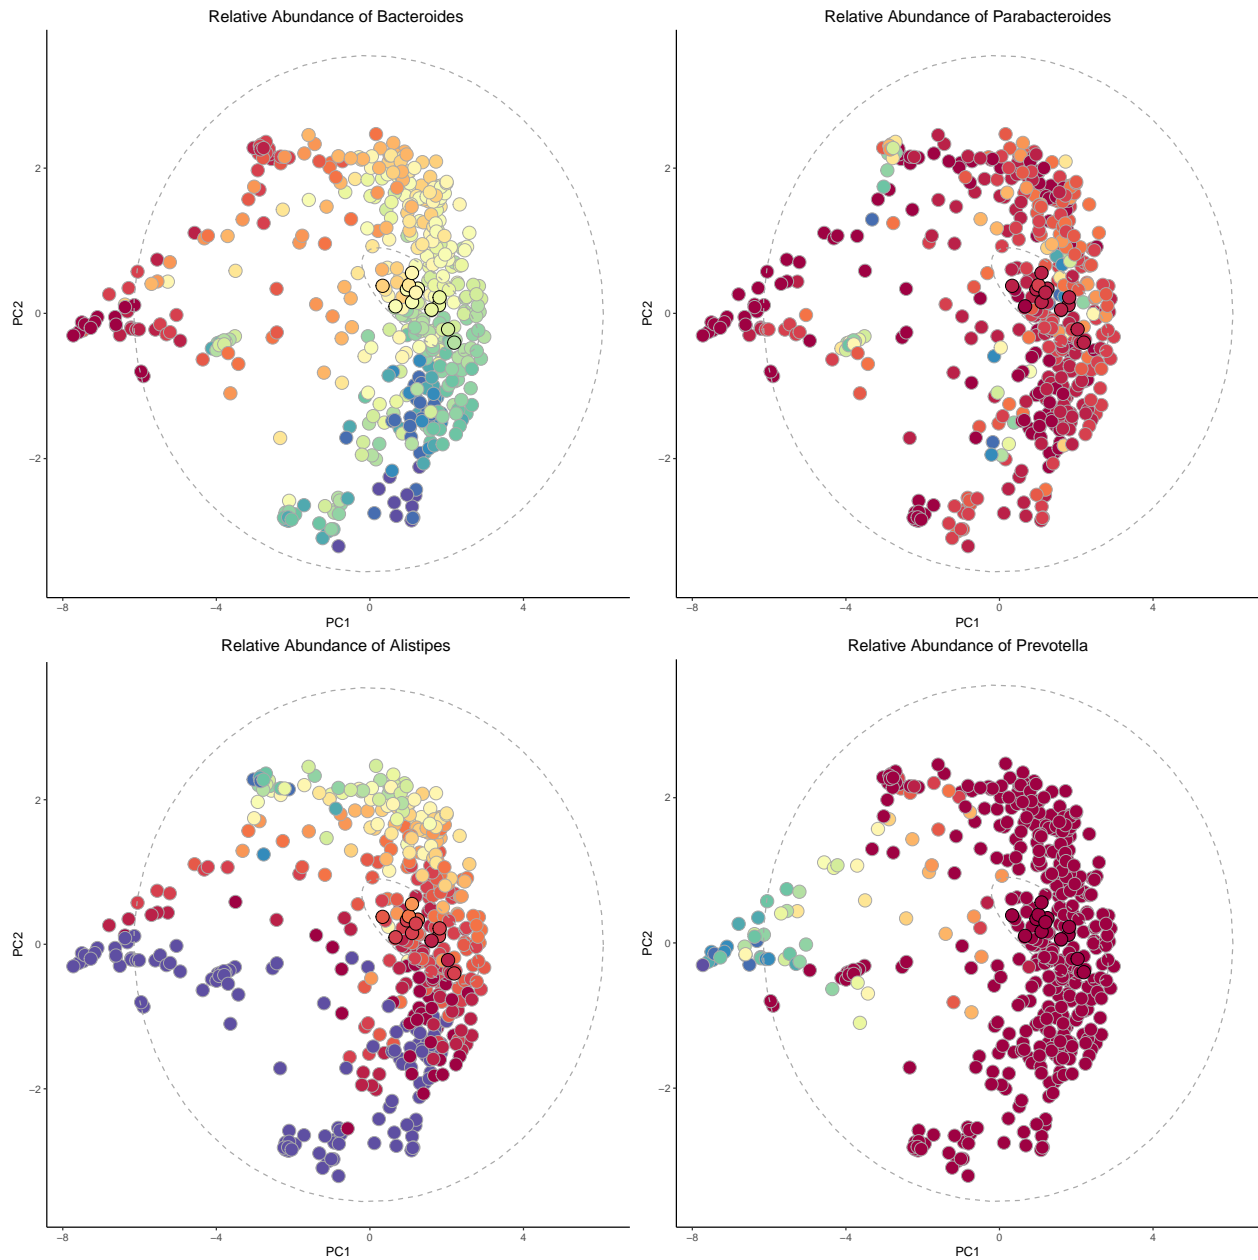 Relative Abundance of Bacteroides
PC2
2
0
−2
−8
−4
0
4
PC1
Relative Abundance of Parabacteroides
PC2
2
0
−2
−8
−4
0
4
PC1
Relative Abundance of Alistipes
PC2
2
0
−2
−8
−4
0
4
PC1
Relative Abundance of Prevotella
PC2
2
0
−2
−8
−4
0
4
PC1